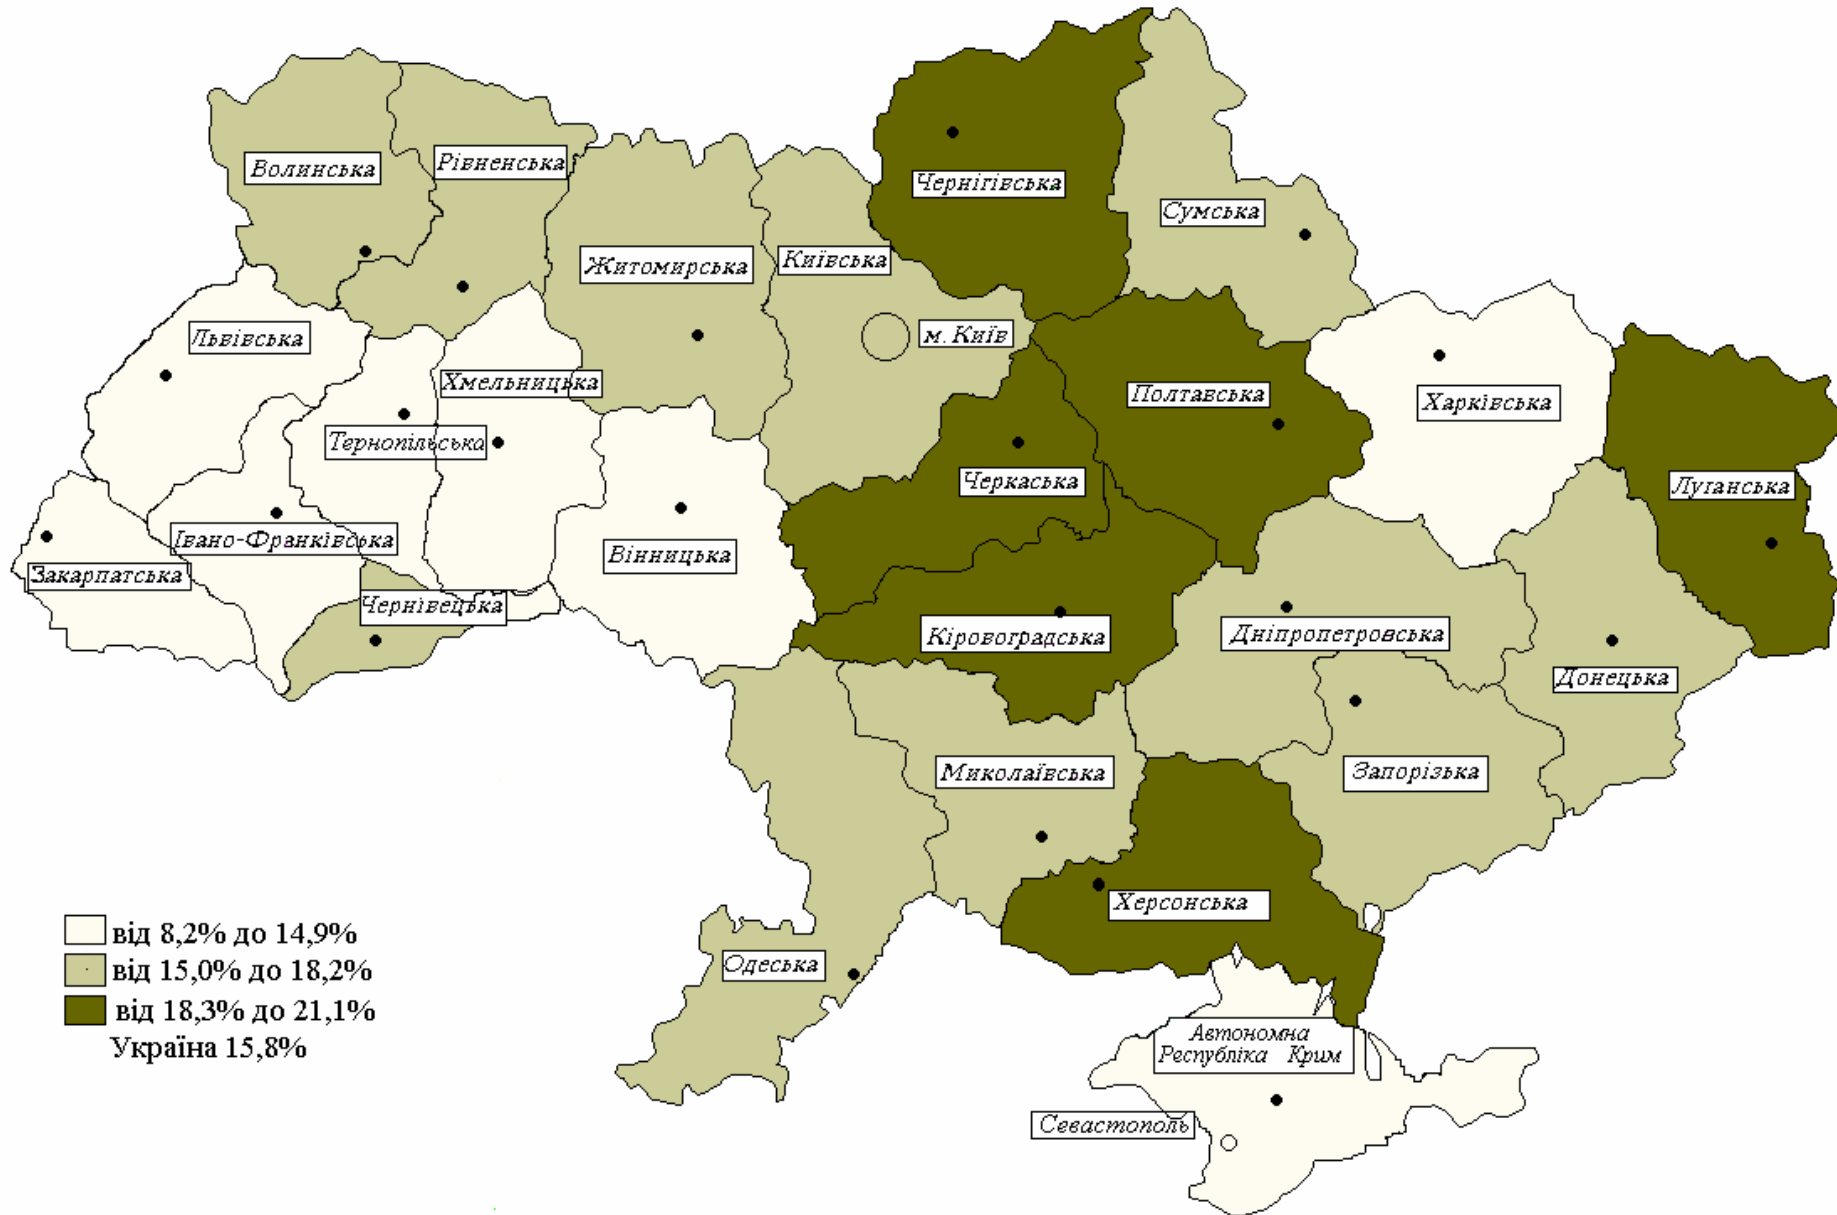 Волинська
Рівненська
Чернігівська
Сумська
Житомирська
Київська
м. Київ
Львівська
Хмельницька
Тернопільська
Полтавська
Харківська
Черкаська
Луганська
Івано-Франківська
Закарпатська
Вінницька
Чернівецька
Кіровоградська
Дніпропетровська
Донецька
Миколаївська
Запорізька
Херсонська
Одеська
від 8,2% до 14,9%
від 15,0% до 18,2%
від 18,3% до 21,1%
Україна 15,8%
Автономна
Республіка Крим
Севастополь